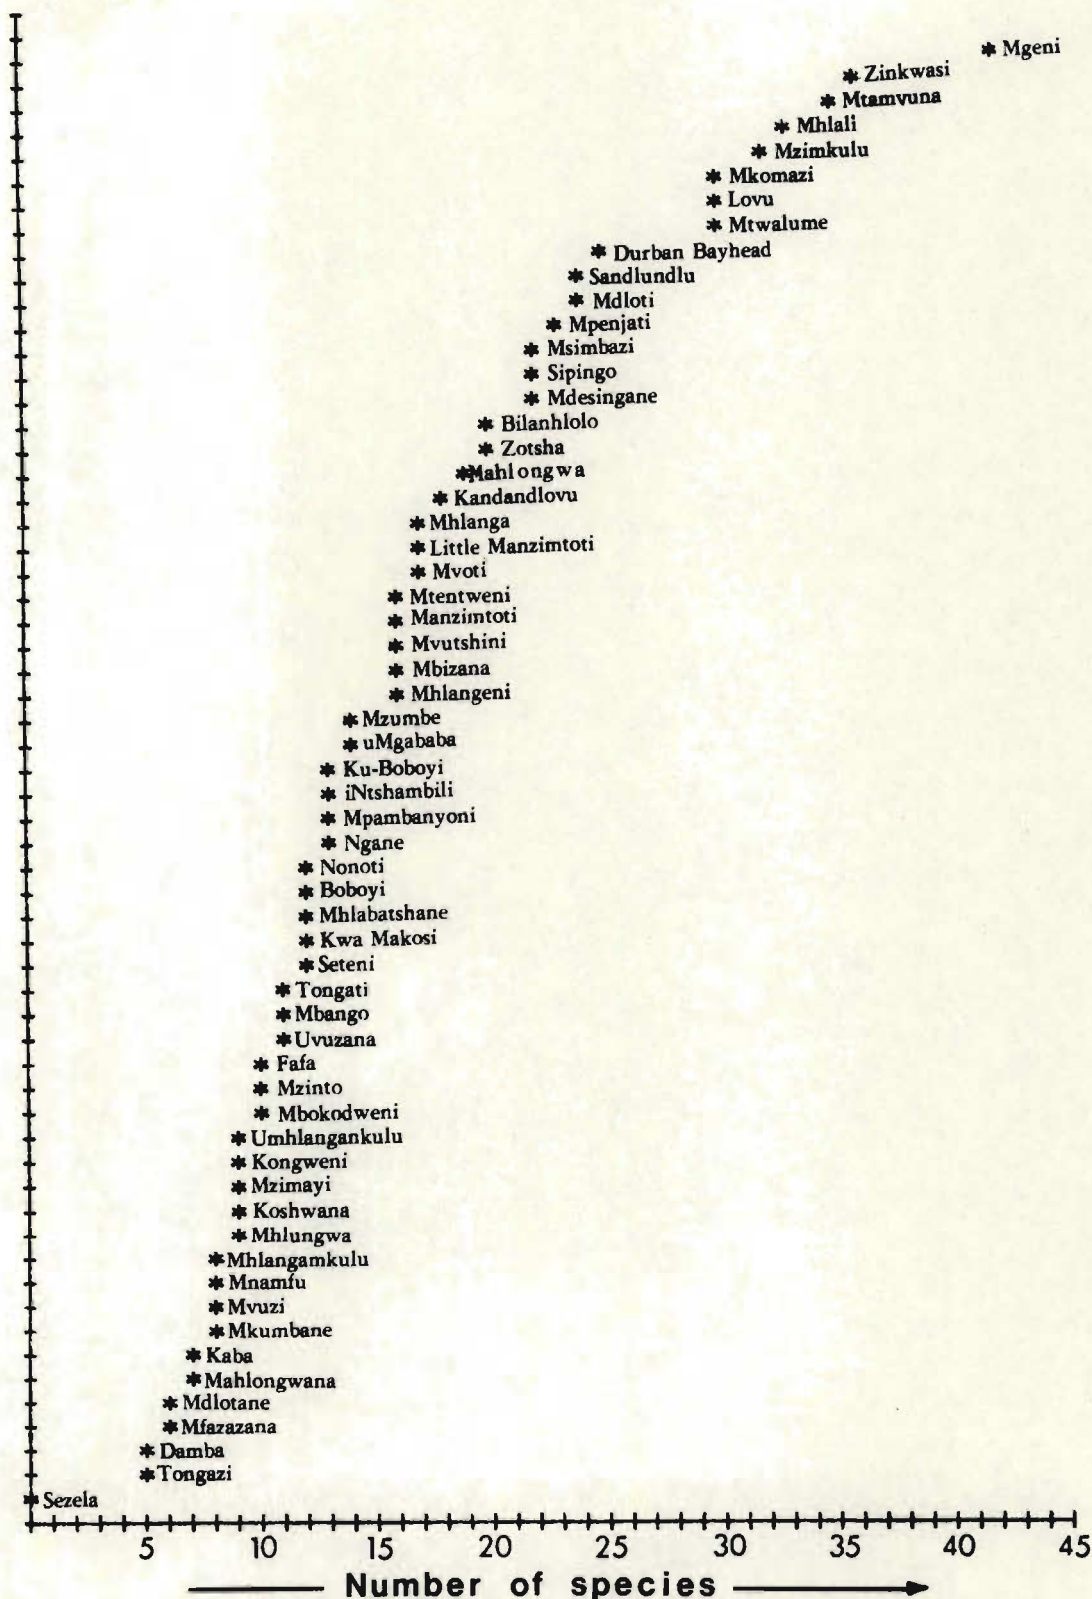 * Mgeni
* Zinkwasi
* Mtamvuna
* Mhlali
* Mzimkulu
* Mkomazi
* Lovu
* Mtwalume
* Durban Bayhead
* Sandlundlu
* Mdloti
* Mpenjati
* Msimbazi
* Sipingo
* Mdesingane
* Bilanhlolo
* Zotsha
* Mahlongwa
* Kandandlovu
* Mhlanga
* Little Manzimtoti
* Mvoti
* Mtentweni
* Manzimtoti
* Mvutshini
* Mbizana
* Mhlangeni
* Mzumbe
* uMgababa
* Ku-Boboyi
* iNtshambili
* Mpambanyoni
* Ngane
* Nonoti
* Boboyi
* Mhlabatshane
* Kwa Makosi
* Seteni
* Tongati
* Mbango
* Uvuzana
* Fafa
* Mzinto
* Mbokodweni
* Umhlangankulu
* Kongweni
* Mzimayi
* Koshwana
* Mhlungwa
* Mhlangamkulu
* Mnamfu
* Mvuzi
* Mkumbane
* Kaba
* Mahlongwana
* Mdlotane
* Mfazazana
* Damba
* Tongazi
* Sezela
5 10 15 20 25 30 35 40 45
Number of species